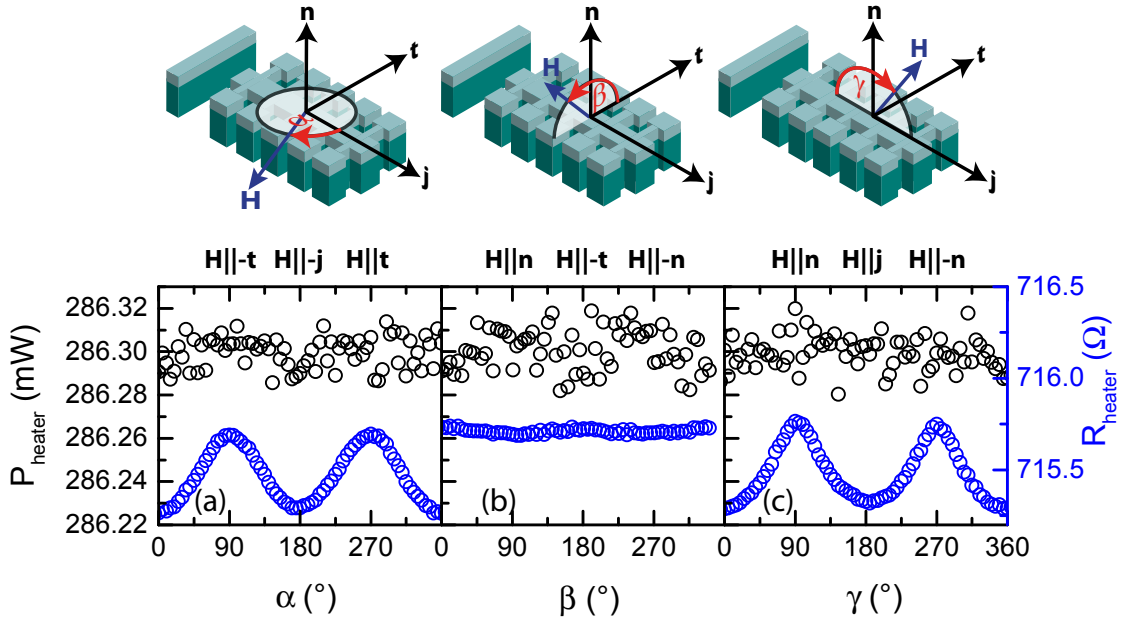 n
t
H
α
j
n
t
H
β
j
n
t
H
γ
j
H||-t H||-j H||t
H||n H||-t H||-n
H||n H||j H||-n
286.32
286.30
286.28
286.26
286.24
286.22
P heater (mW)
716.5
716.0
715.5
R heater (Ω)
(a)
(b)
(c)
0 90 180 270
0 90 180 270
0 90 180 270 360
α (°)
β (°)
γ (°)